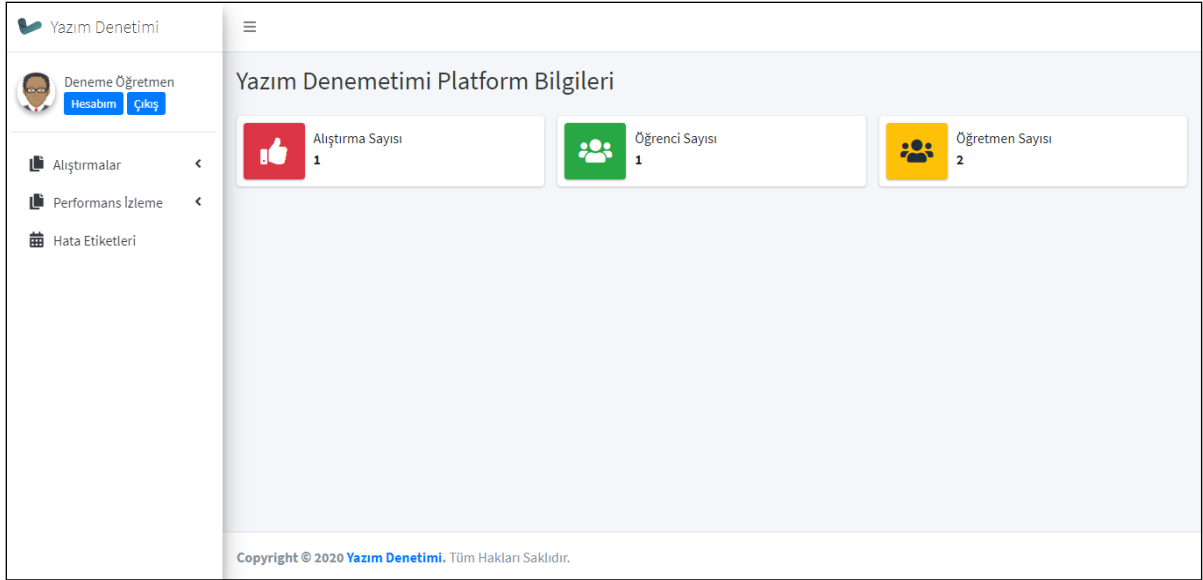 Yazım Denetimi
Deneme Öğretmen
Hesabım Çıkış
Alıştırmalar
Performans İzleme
Hata Etiketleri
Yazım Denemetimi Platform Bilgileri
Alıştırma Sayısı
1
Öğrenci Sayısı
1
Öğretmen Sayısı
2
Copyright © 2020 Yazım Denetimi. Tüm Hakları Saklıdır.